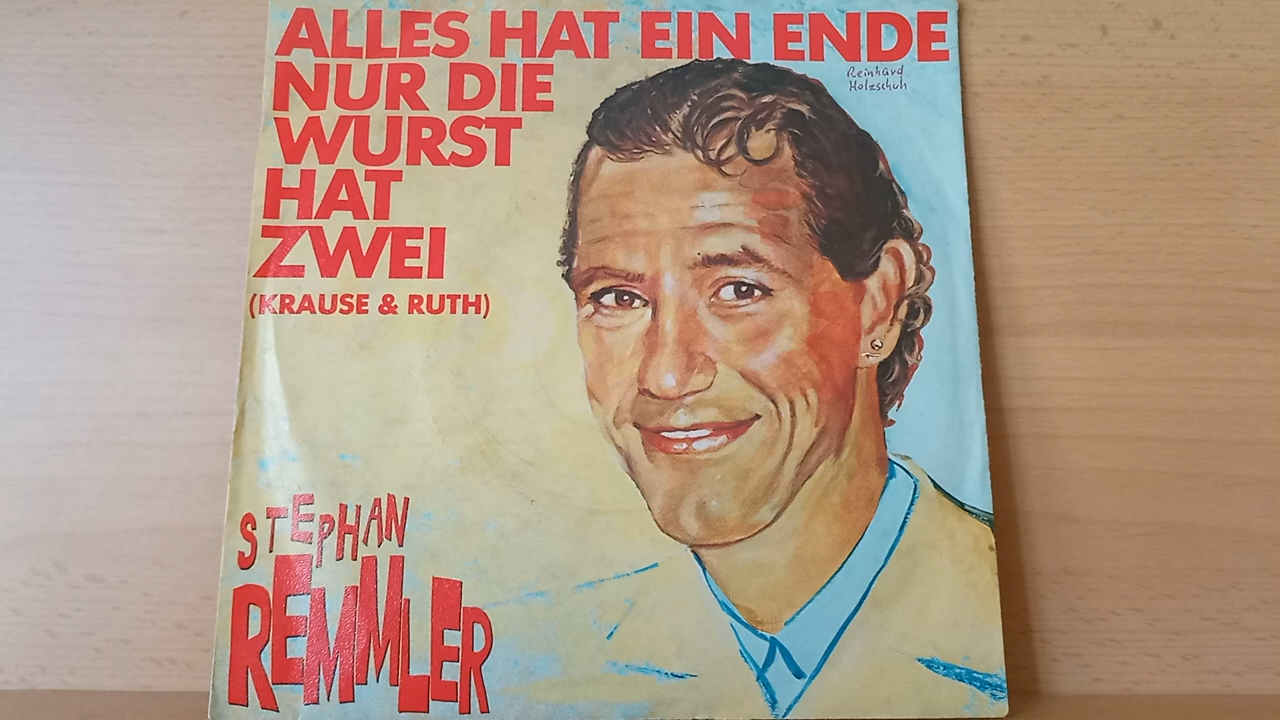 ALLES HAT EIN ENDE
NUR DIE
WURST
HAT
ZWEI
(KRAUSE & RUTH)
Reinhard
Holzschuh
STEPHAN
REMMLER